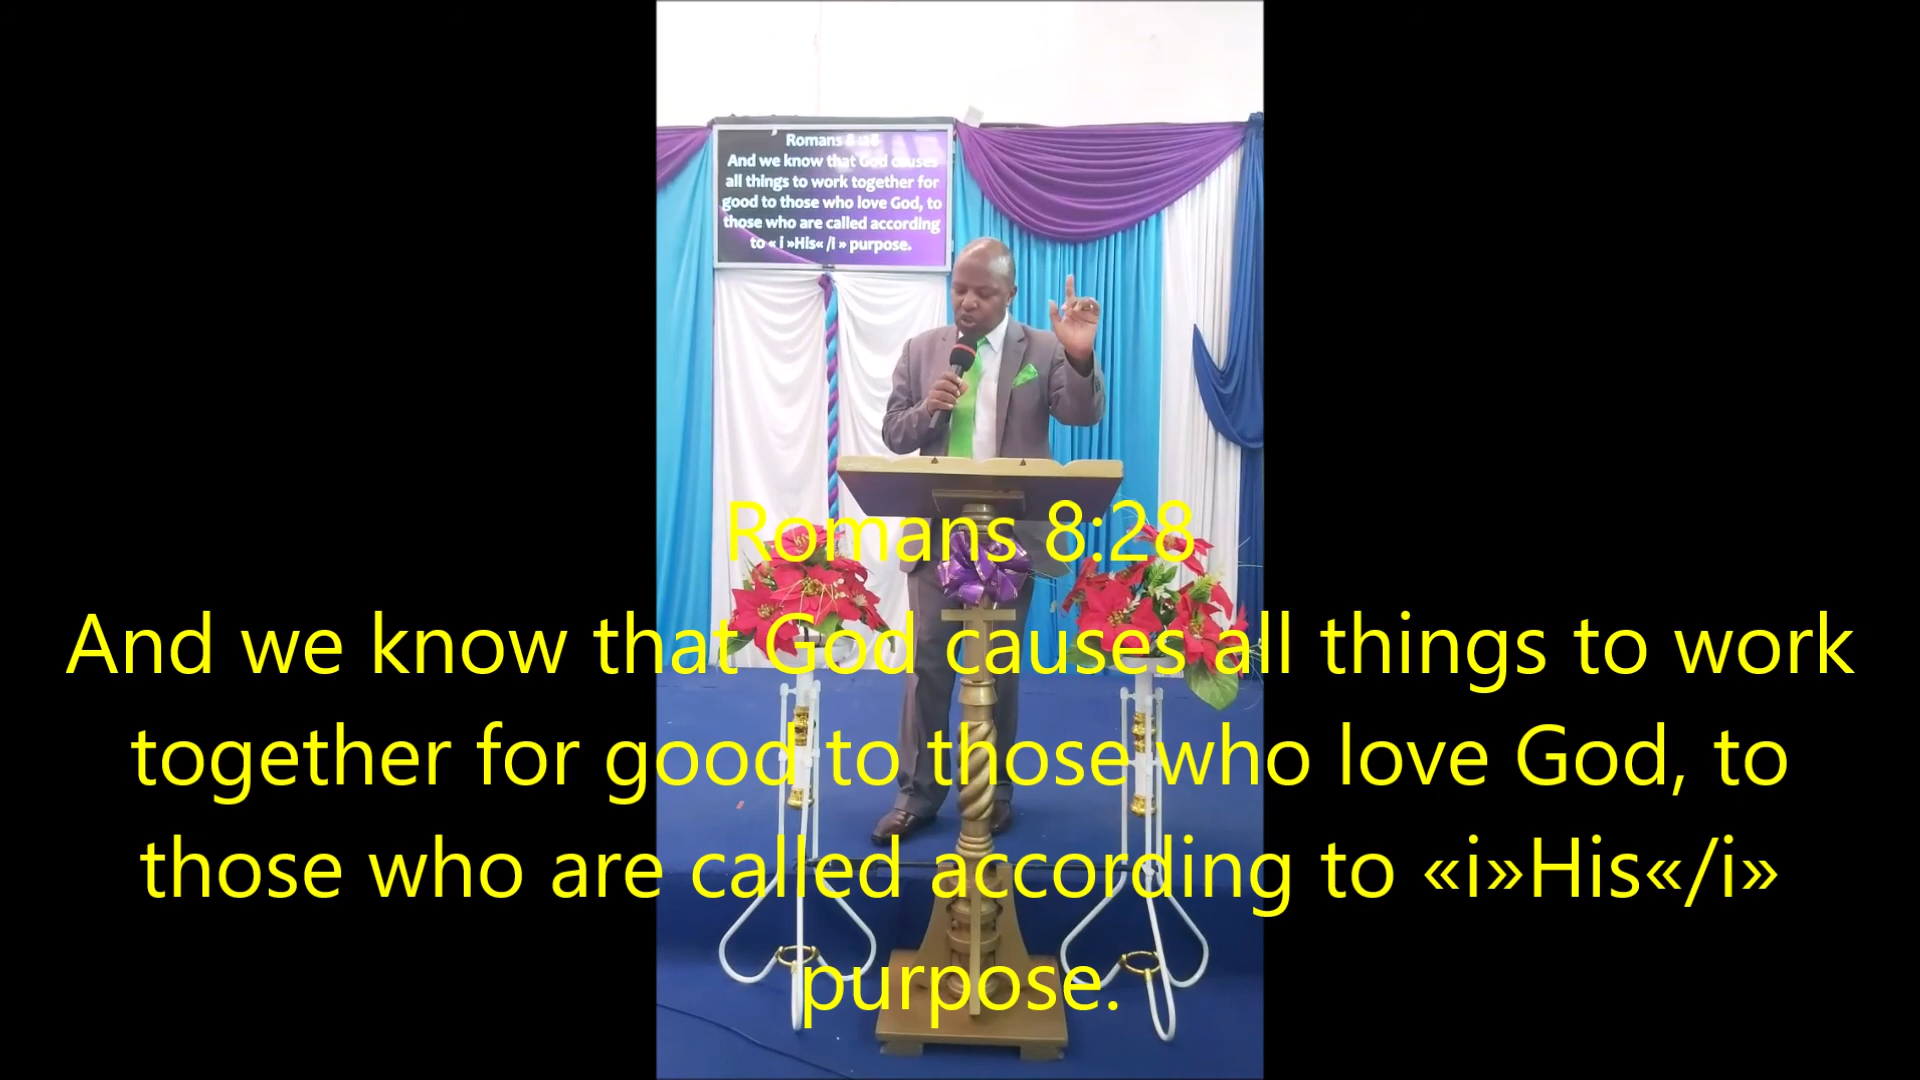 Romans 8:28
And we know that God causes
all things to work together for
good to those who love God, to
those who are called according
to « i »His« /i » purpose.
Romans 8:28
And we know that God causes all things to work
together for good to those who love God, to
those who are called according to «i»His«/i»
purpose.